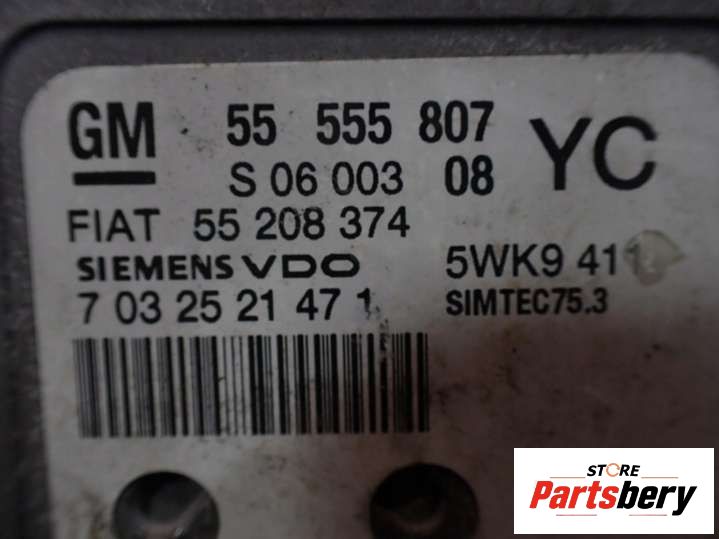 GM 55 555 807 YC
S 06 003 08
FIAT 55 208 374
SIEMENS VDO 5WK9 411
7 03 25 21 47 1 SIMTEC75.3
STORE
Partsbery